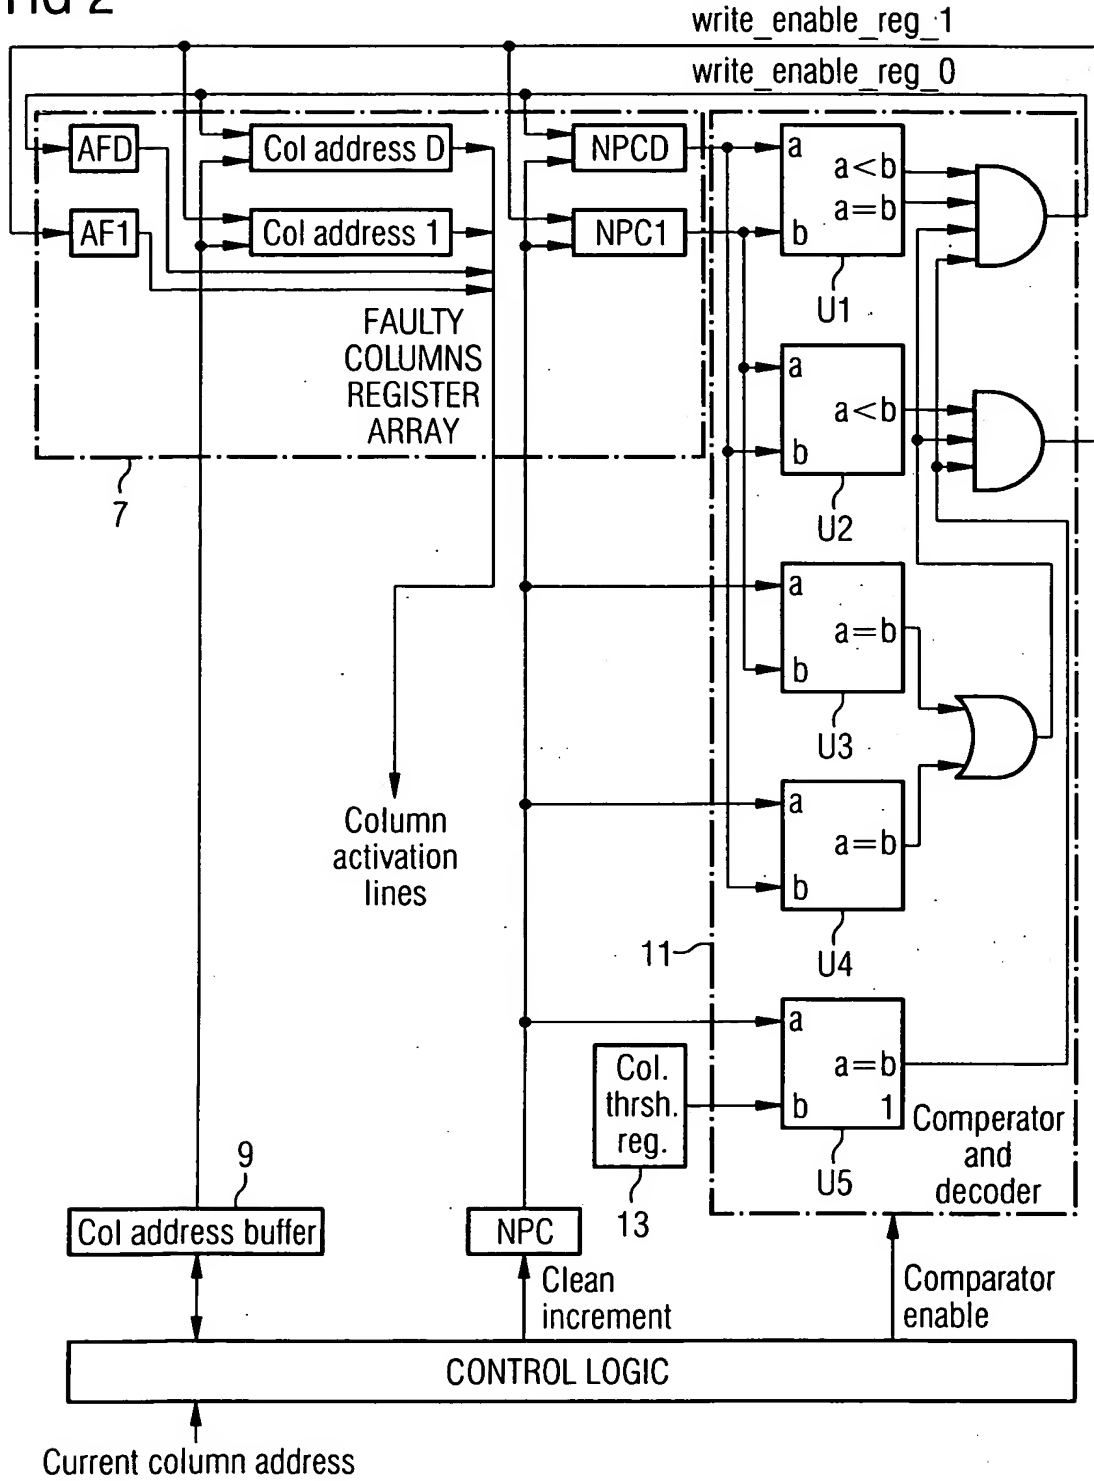 FIG 2
write_enable_reg_1
write_enable_reg_0
AFD
Col address D
NPCD
a
a<b
a=b
b
U1
AF1
Col address 1
NPC1
FAULTY
COLUMNS
REGISTER
ARRAY
7
a
a<b
b
U2
a
a=b
b
U3
Column
activation
lines
a
a=b
b
U4
11
a
a=b
b
1
U5
Col.
thrsh.
reg.
13
Comperator
and
decoder
9
Col address buffer
NPC
Clean
increment
Comparator
enable
CONTROL LOGIC
Current column address